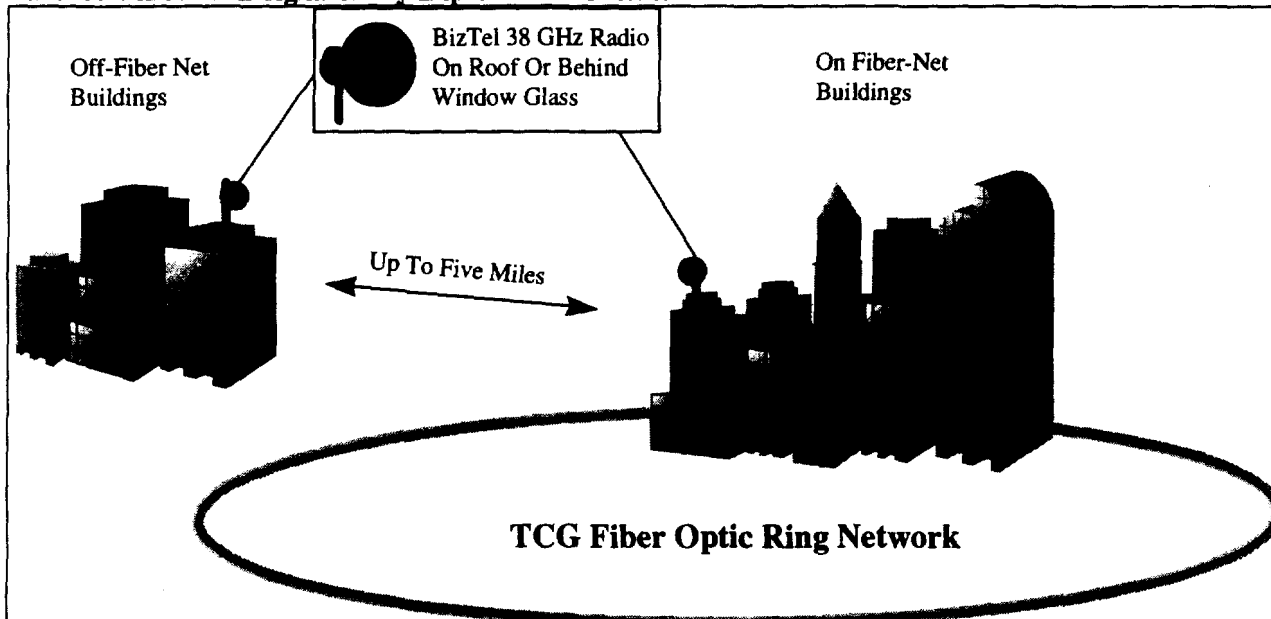 Off-Fiber Net
Buildings
BizTel 38 GHz Radio
On Roof Or Behind
Window Glass
On Fiber-Net
Buildings
Up To Five Miles
TCG Fiber Optic Ring Network